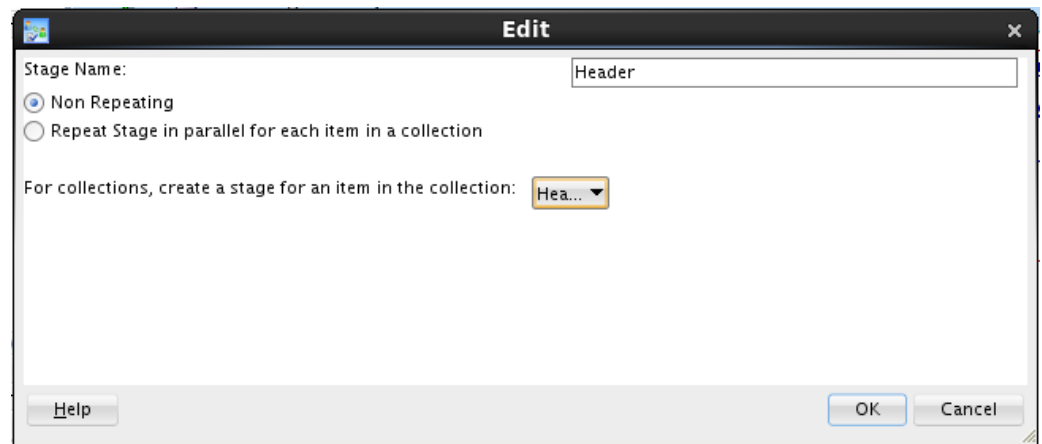 Edit
Stage Name: Header
Non Repeating
Repeat Stage in parallel for each item in a collection
For collections, create a stage for an item in the collection: Hea...
Help OK Cancel